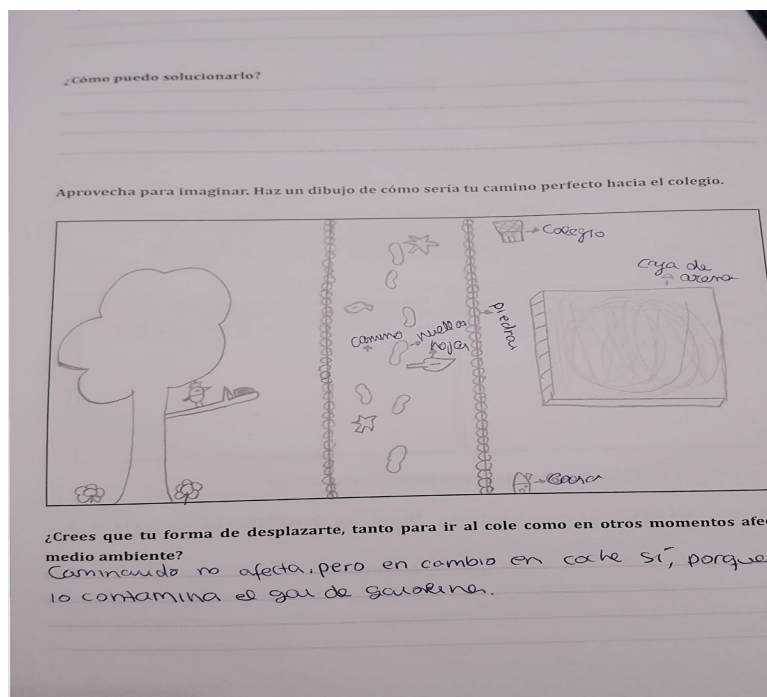 ¿Cómo puedo solucionarlo?
Aprovecha para imaginar. Haz un dibujo de cómo sería tu camino perfecto hacia el colegio.
Colegio
Caja de
arena
piedras
camino
huellas
hojas
Casa
¿Crees que tu forma de desplazarte, tanto para ir al cole como en otros momentos afe
medio ambiente?
Caminando no afecta, pero en cambio en coche sí, porque
lo contamina el gas de gasolina.